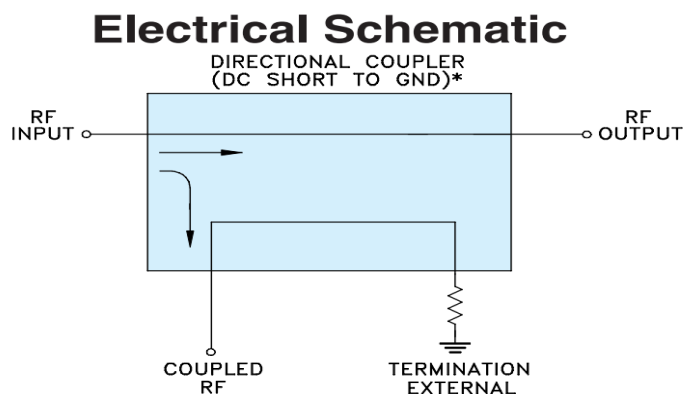 Electrical Schematic
DIRECTIONAL COUPLER
(DC SHORT TO GND)*
RF
INPUT
RF
OUTPUT
COUPLED
RF
TERMINATION
EXTERNAL